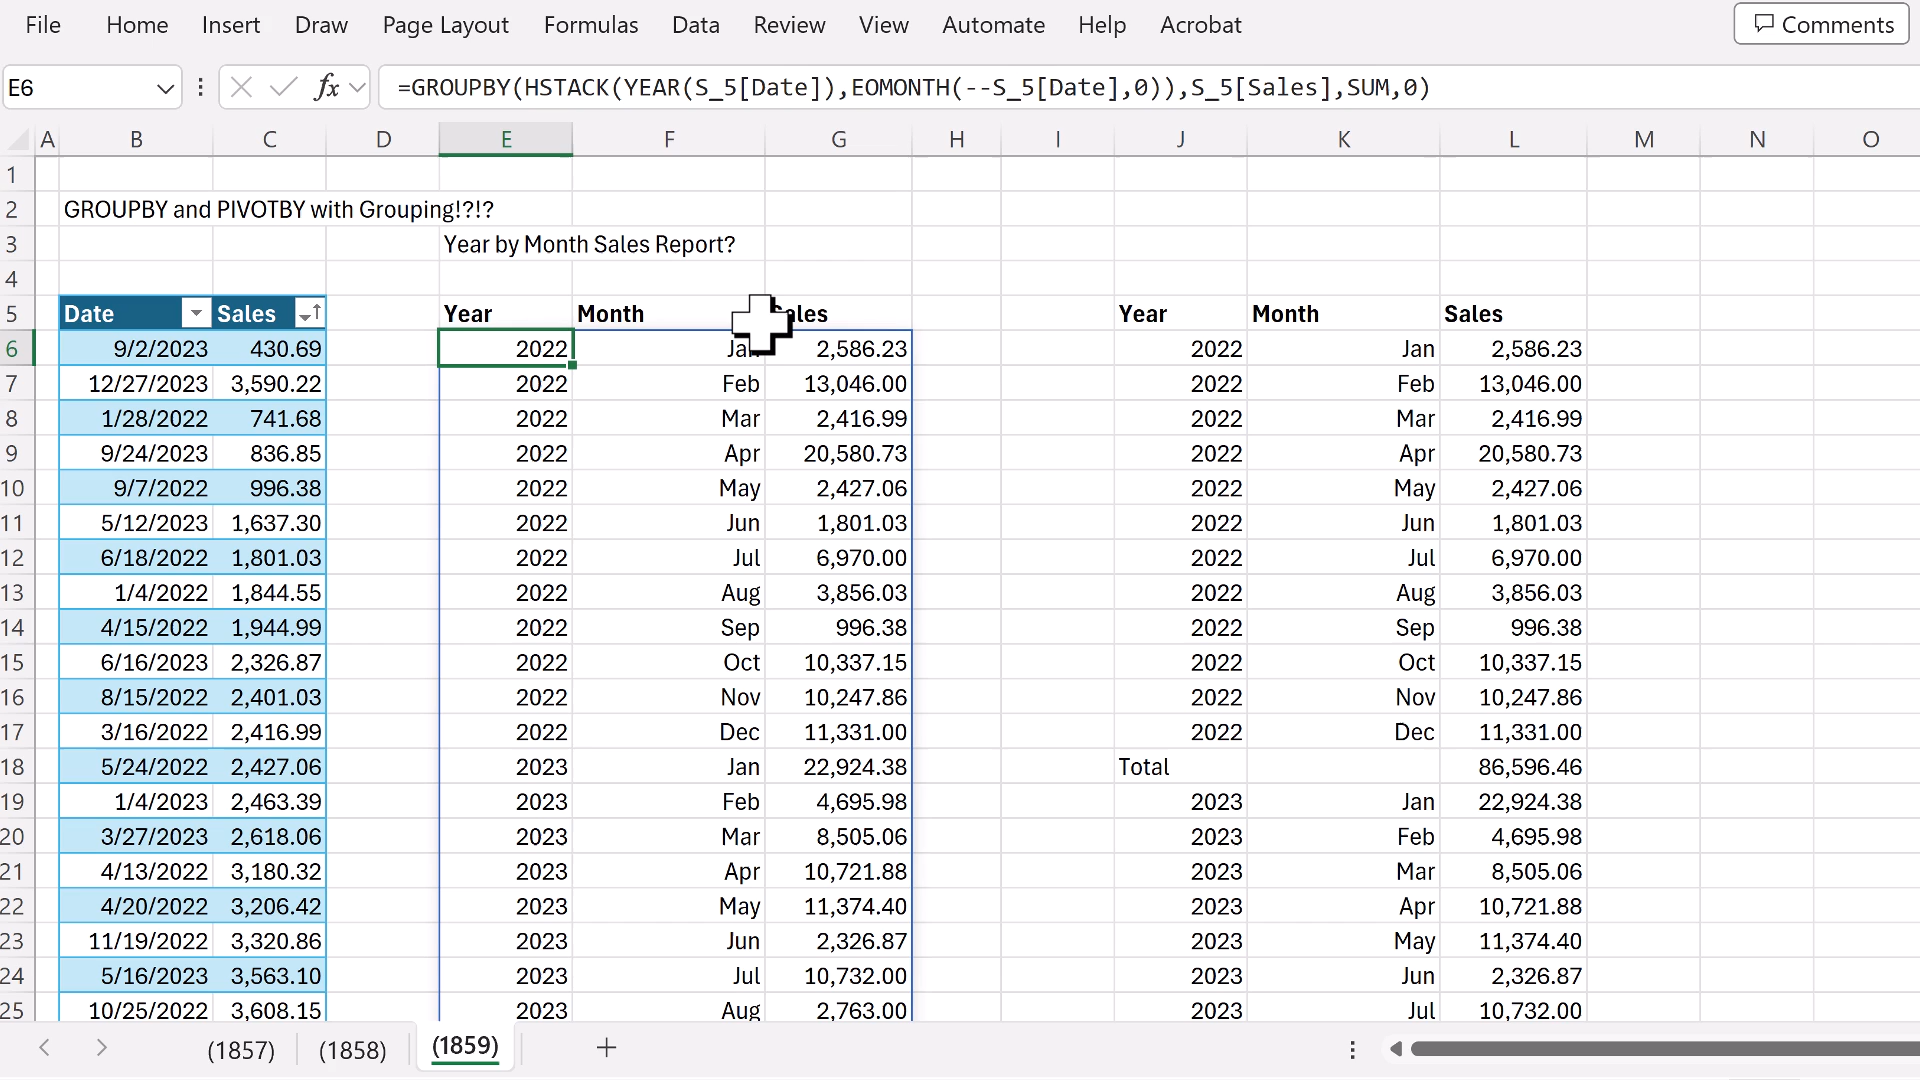 File Home Insert Draw Page Layout Formulas Data Review View Automate Help Acrobat Comments
E6 fx =GROUPBY(HSTACK(YEAR(S_5[Date]),EOMONTH(--S_5[Date],0)),S_5[Sales],SUM,0)
A B C D E F G H I J K L M N O
1
2 GROUPBY and PIVOTBY with Grouping!?!?
3 Year by Month Sales Report?
4
5 Date Sales Year Month Sales Year Month Sales
6 9/2/2023 430.69 2022 Jan 2,586.23 2022 Jan 2,586.23
7 12/27/2023 3,590.22 2022 Feb 13,046.00 2022 Feb 13,046.00
8 1/28/2022 741.68 2022 Mar 2,416.99 2022 Mar 2,416.99
9 9/24/2023 836.85 2022 Apr 20,580.73 2022 Apr 20,580.73
10 9/7/2022 996.38 2022 May 2,427.06 2022 May 2,427.06
11 5/12/2023 1,637.30 2022 Jun 1,801.03 2022 Jun 1,801.03
12 6/18/2022 1,801.03 2022 Jul 6,970.00 2022 Jul 6,970.00
13 1/4/2022 1,844.55 2022 Aug 3,856.03 2022 Aug 3,856.03
14 4/15/2022 1,944.99 2022 Sep 996.38 2022 Sep 996.38
15 6/16/2023 2,326.87 2022 Oct 10,337.15 2022 Oct 10,337.15
16 8/15/2022 2,401.03 2022 Nov 10,247.86 2022 Nov 10,247.86
17 3/16/2022 2,416.99 2022 Dec 11,331.00 2022 Dec 11,331.00
18 5/24/2022 2,427.06 2023 Jan 22,924.38 Total 86,596.46
19 1/4/2023 2,463.39 2023 Feb 4,695.98 2023 Jan 22,924.38
20 3/27/2023 2,618.06 2023 Mar 8,505.06 2023 Feb 4,695.98
21 4/13/2022 3,180.32 2023 Apr 10,721.88 2023 Mar 8,505.06
22 4/20/2022 3,206.42 2023 May 11,374.40 2023 Apr 10,721.88
23 11/19/2022 3,320.86 2023 Jun 2,326.87 2023 May 11,374.40
24 5/16/2023 3,563.10 2023 Jul 10,732.00 2023 Jun 2,326.87
25 10/25/2022 3,608.15 2023 Aug 2,763.00 2023 Jul 10,732.00
(1857) (1858) (1859)